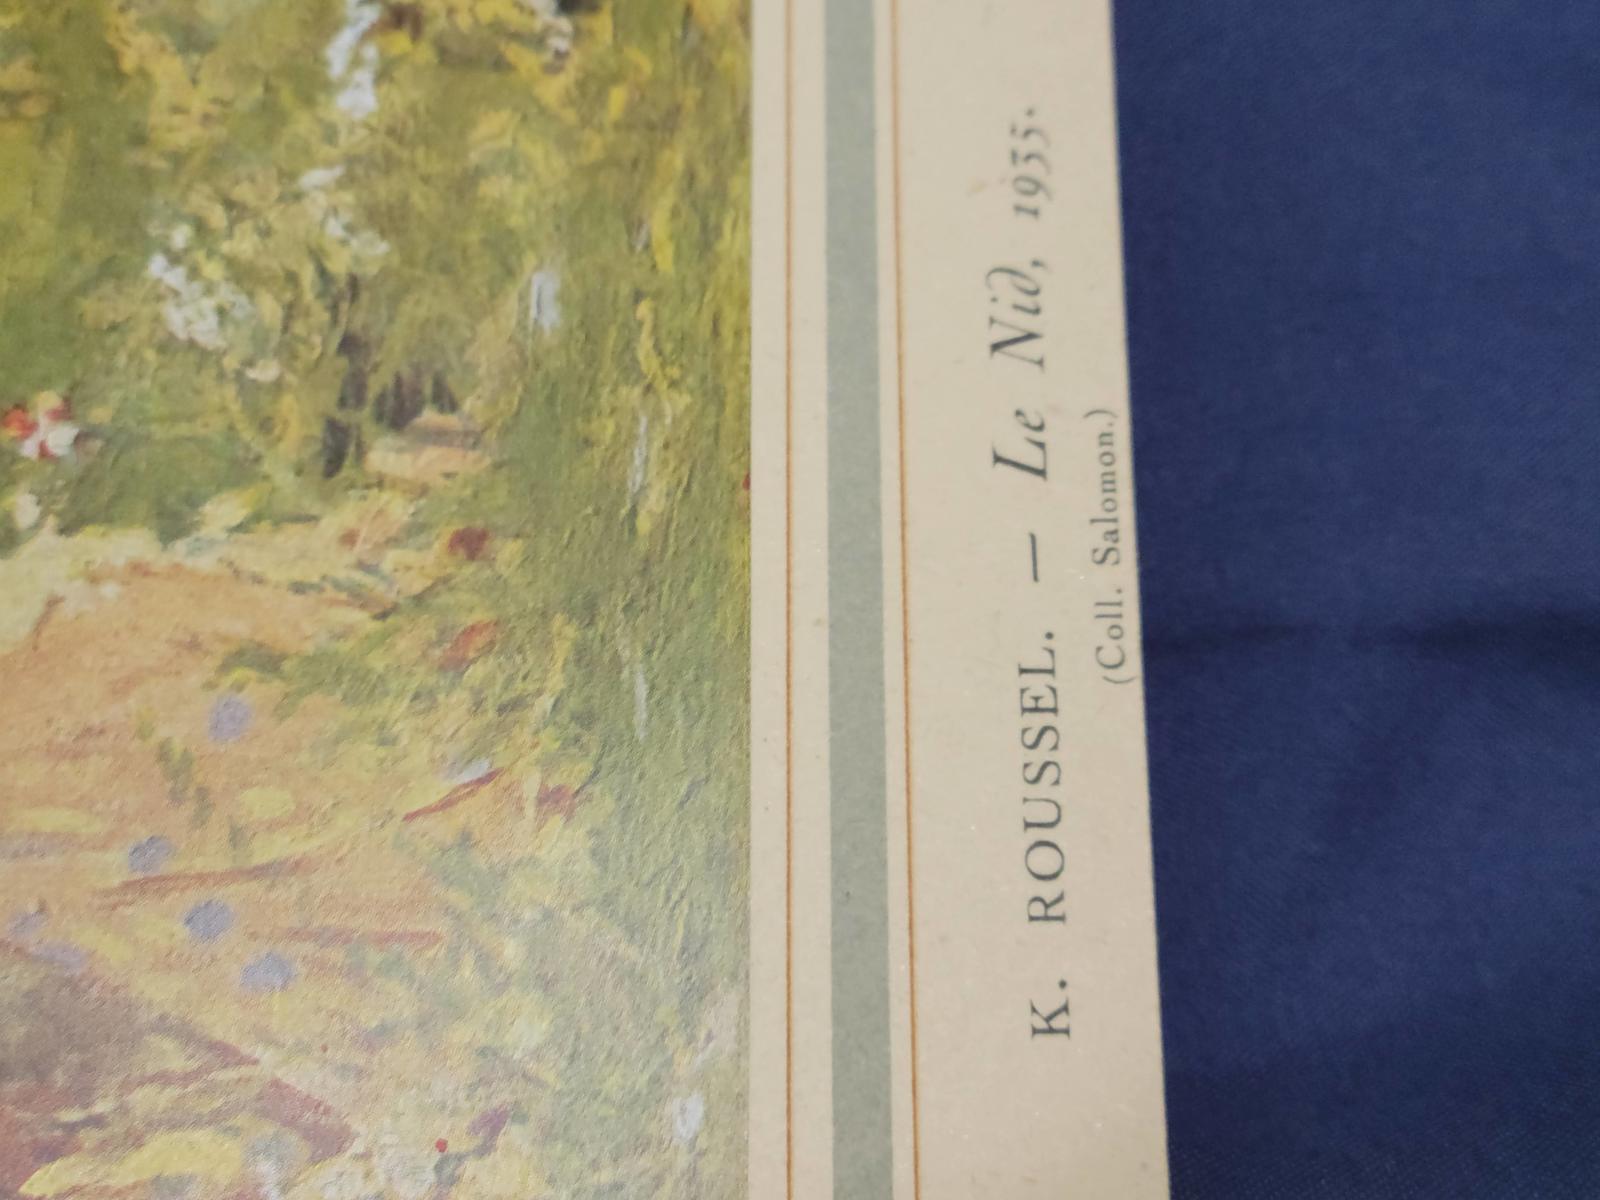 K. ROUSSEL. — Le Nid, 1935.
(Coll. Salomon.)